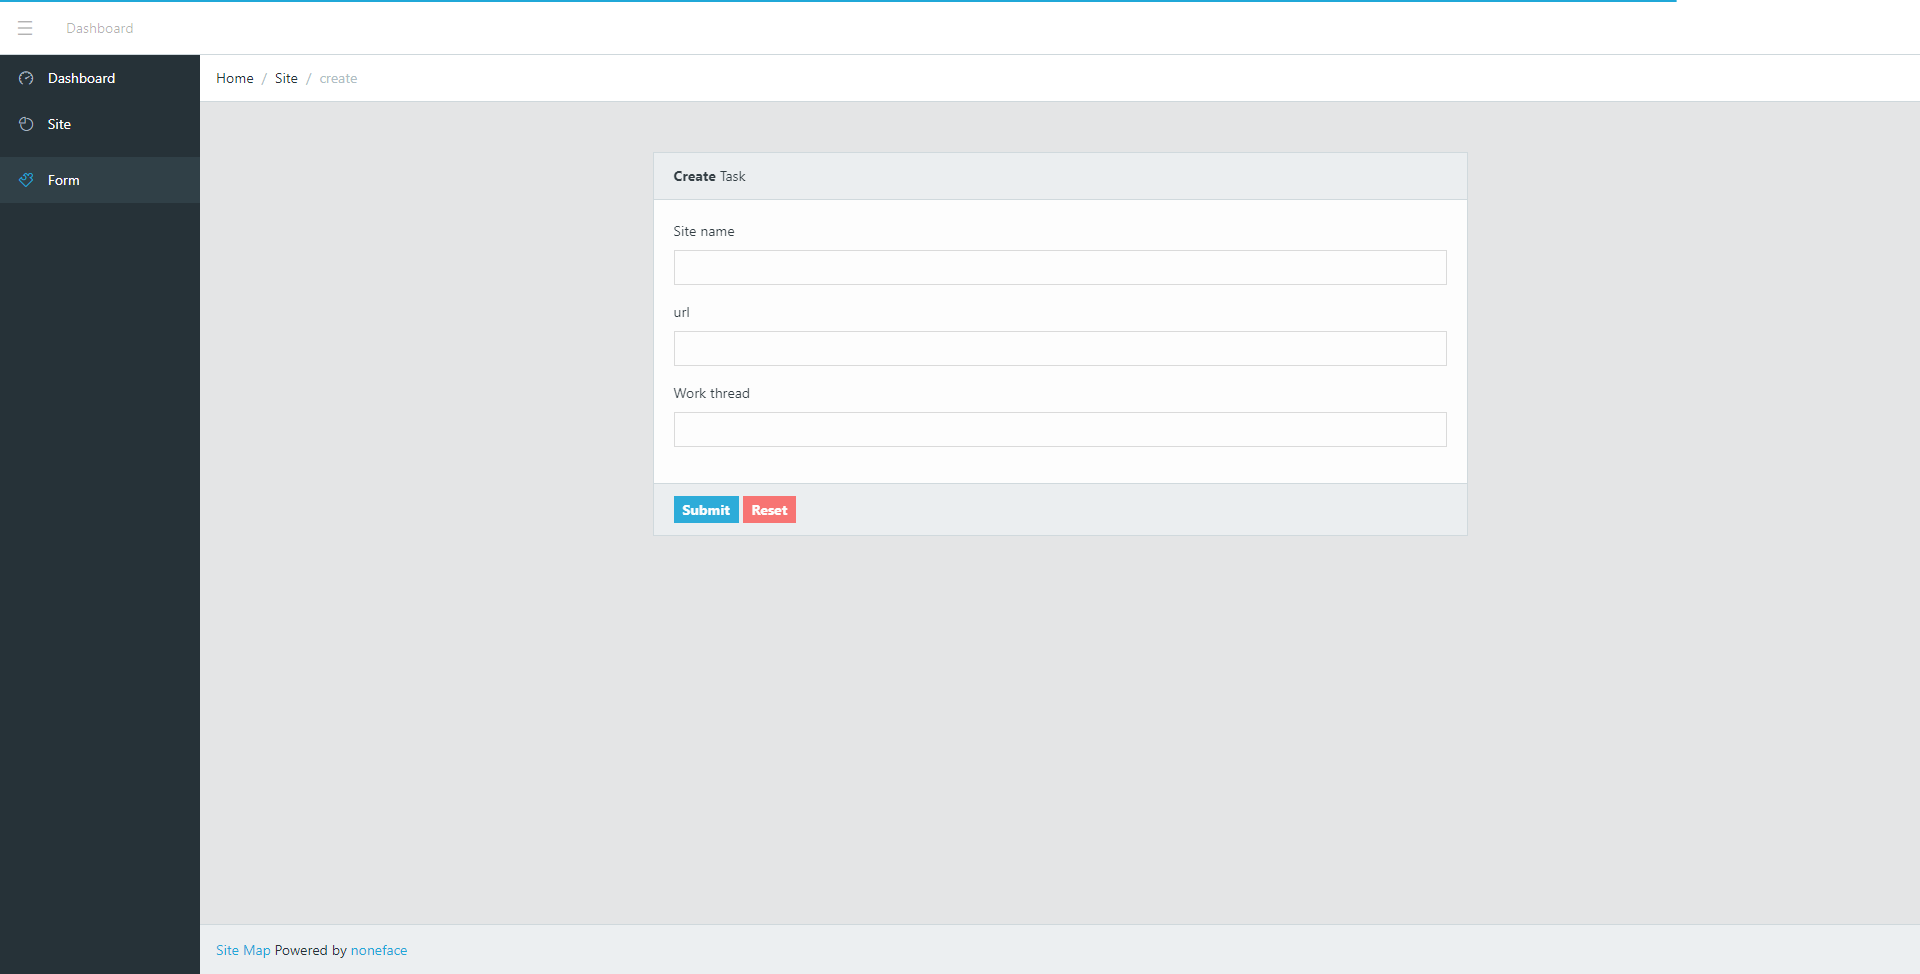 Dashboard
Dashboard
Site
Form
Home / Site / create
Create Task
Site name
url
Work thread
Submit Reset
Site Map Powered by noneface